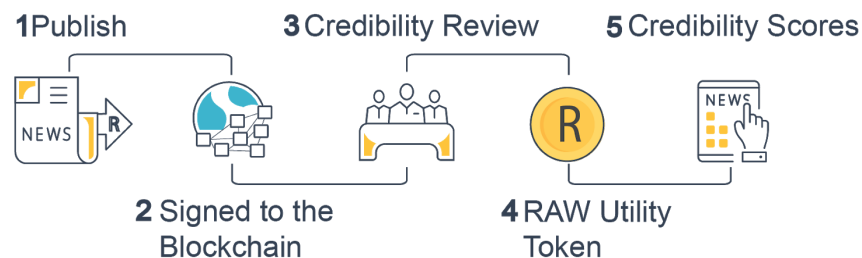 1Publish
3 Credibility Review
5 Credibility Scores
NEWS
R
R
NEWS
2 Signed to the
Blockchain
4 RAW Utility
Token